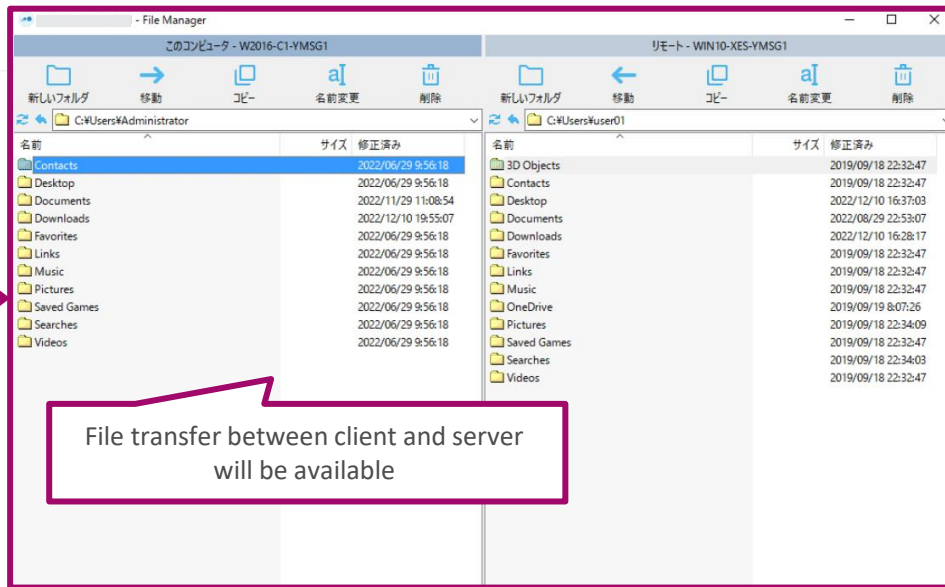 - File Manager
このコンピュータ - W2016-C1-YMSG1
リモート - WIN10-XES-YMSG1
新しいフォルダ 移動 コピー 名前変更 削除
新しいフォルダ 移動 コピー 名前変更 削除
C:¥Users¥Administrator
C:¥Users¥user01
名前 サイズ 修正済み
Contacts 2022/06/29 9:56:18
Desktop 2022/06/29 9:56:18
Documents 2022/11/29 11:08:54
Downloads 2022/12/10 19:55:07
Favorites 2022/06/29 9:56:18
Links 2022/06/29 9:56:18
Music 2022/06/29 9:56:18
Pictures 2022/06/29 9:56:18
Saved Games 2022/06/29 9:56:18
Searches 2022/06/29 9:56:18
Videos 2022/06/29 9:56:18
名前 サイズ 修正済み
3D Objects 2019/09/18 22:32:47
Contacts 2019/09/18 22:32:47
Desktop 2022/12/10 16:37:03
Documents 2022/08/29 22:53:07
Downloads 2022/12/10 16:28:17
Favorites 2019/09/18 22:32:47
Links 2019/09/18 22:32:47
Music 2019/09/18 22:32:47
OneDrive 2019/09/19 8:07:26
Pictures 2019/09/18 22:34:09
Saved Games 2019/09/18 22:32:47
Searches 2019/09/18 22:34:03
Videos 2019/09/18 22:32:47
File transfer between client and server
will be available